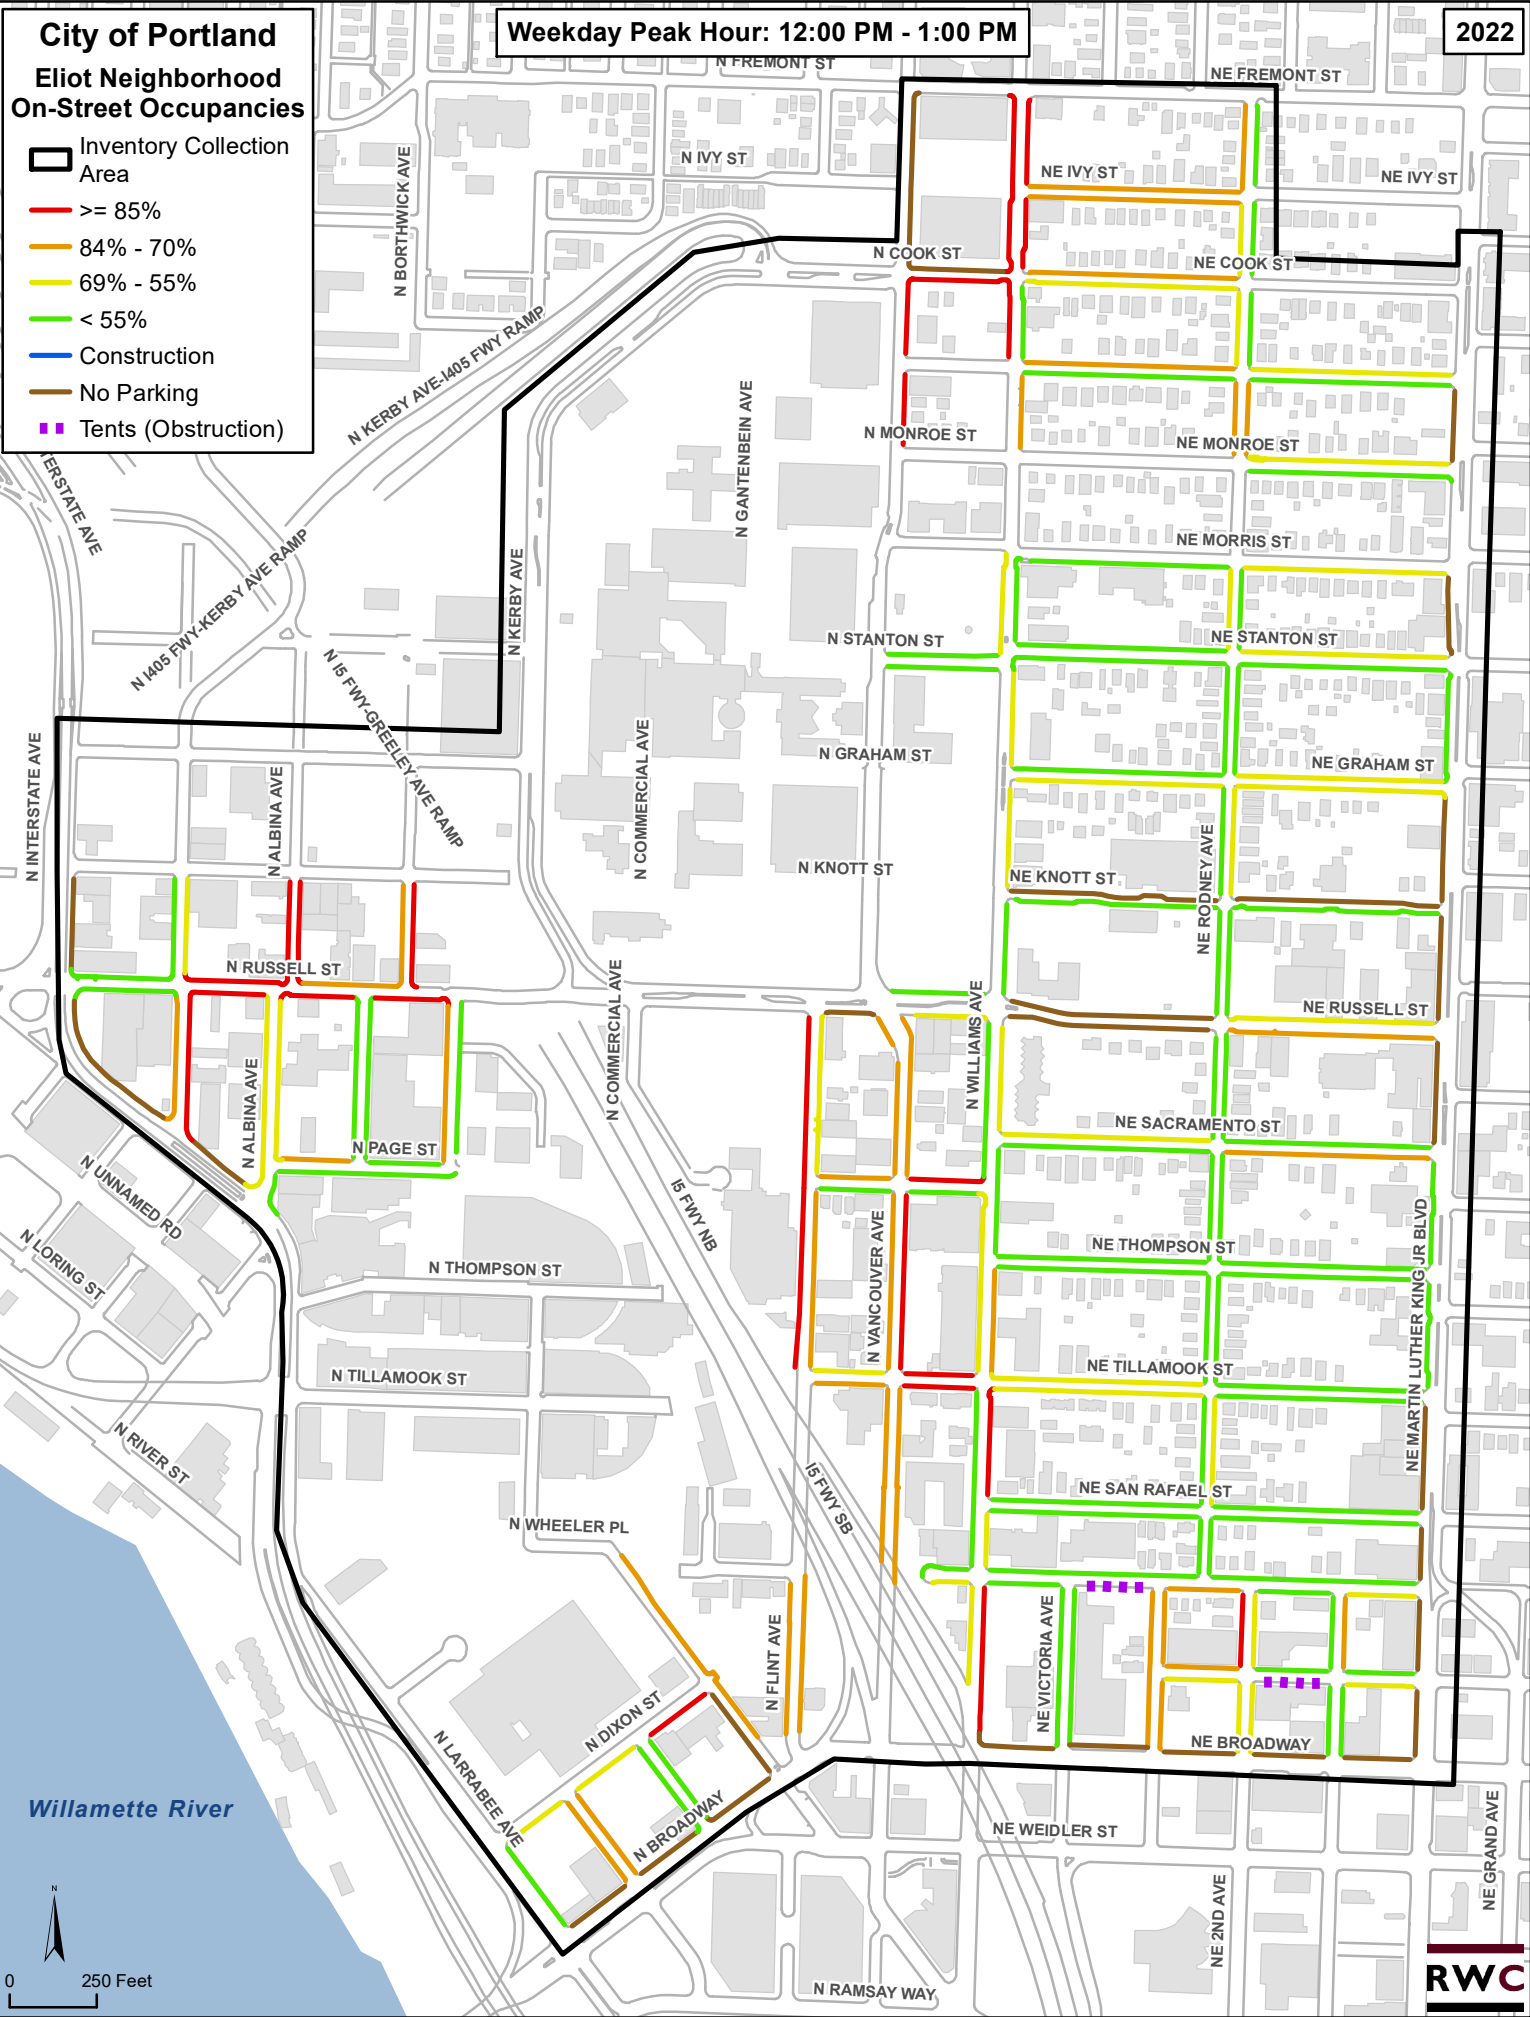 City of Portland
Eliot Neighborhood
On-Street Occupancies
Inventory Collection
Area
>= 85%
84% - 70%
69% - 55%
< 55%
Construction
No Parking
Tents (Obstruction)
Weekday Peak Hour: 12:00 PM - 1:00 PM
2022
N FREMONT ST
NE FREMONT ST
N IVY ST
NE IVY ST
NE IVY ST
N BORTHWICK AVE
N COOK ST
NE COOK ST
N KERBY AVE-I405 FWY RAMP
N GANTENBEIN AVE
N MONROE ST
NE MONROE ST
TERSTATE AVE
NE MORRIS ST
N I405 FWY-KERBY AVE RAMP
N KERBY AVE
N STANTON ST
NE STANTON ST
N I5 FWY-GREELEY AVE RAMP
N INTERSTATE AVE
N COMMERCIAL AVE
N GRAHAM ST
NE GRAHAM ST
N ALBINA AVE
N KNOTT ST
NE KNOTT ST
NE RODNEY AVE
N RUSSELL ST
N COMMERCIAL AVE
N WILLIAMS AVE
NE RUSSELL ST
N ALBINA AVE
N PAGE ST
NE SACRAMENTO ST
N UNNAMED RD
N LORING ST
I5 FWY NB
N VANCOUVER AVE
NE THOMPSON ST
NE MARTIN LUTHER KING JR BLVD
N THOMPSON ST
N TILLAMOOK ST
NE TILLAMOOK ST
N RIVER ST
I5 FWY SB
NE SAN RAFAEL ST
N WHEELER PL
N FLINT AVE
NE VICTORIA AVE
N DIXON ST
N LARRABEE AVE
NE BROADWAY
N BROADWAY
Willamette River
NE WEIDLER ST
NE GRAND AVE
NE 2ND AVE
N
0 250 Feet
N RAMSAY WAY
RWC